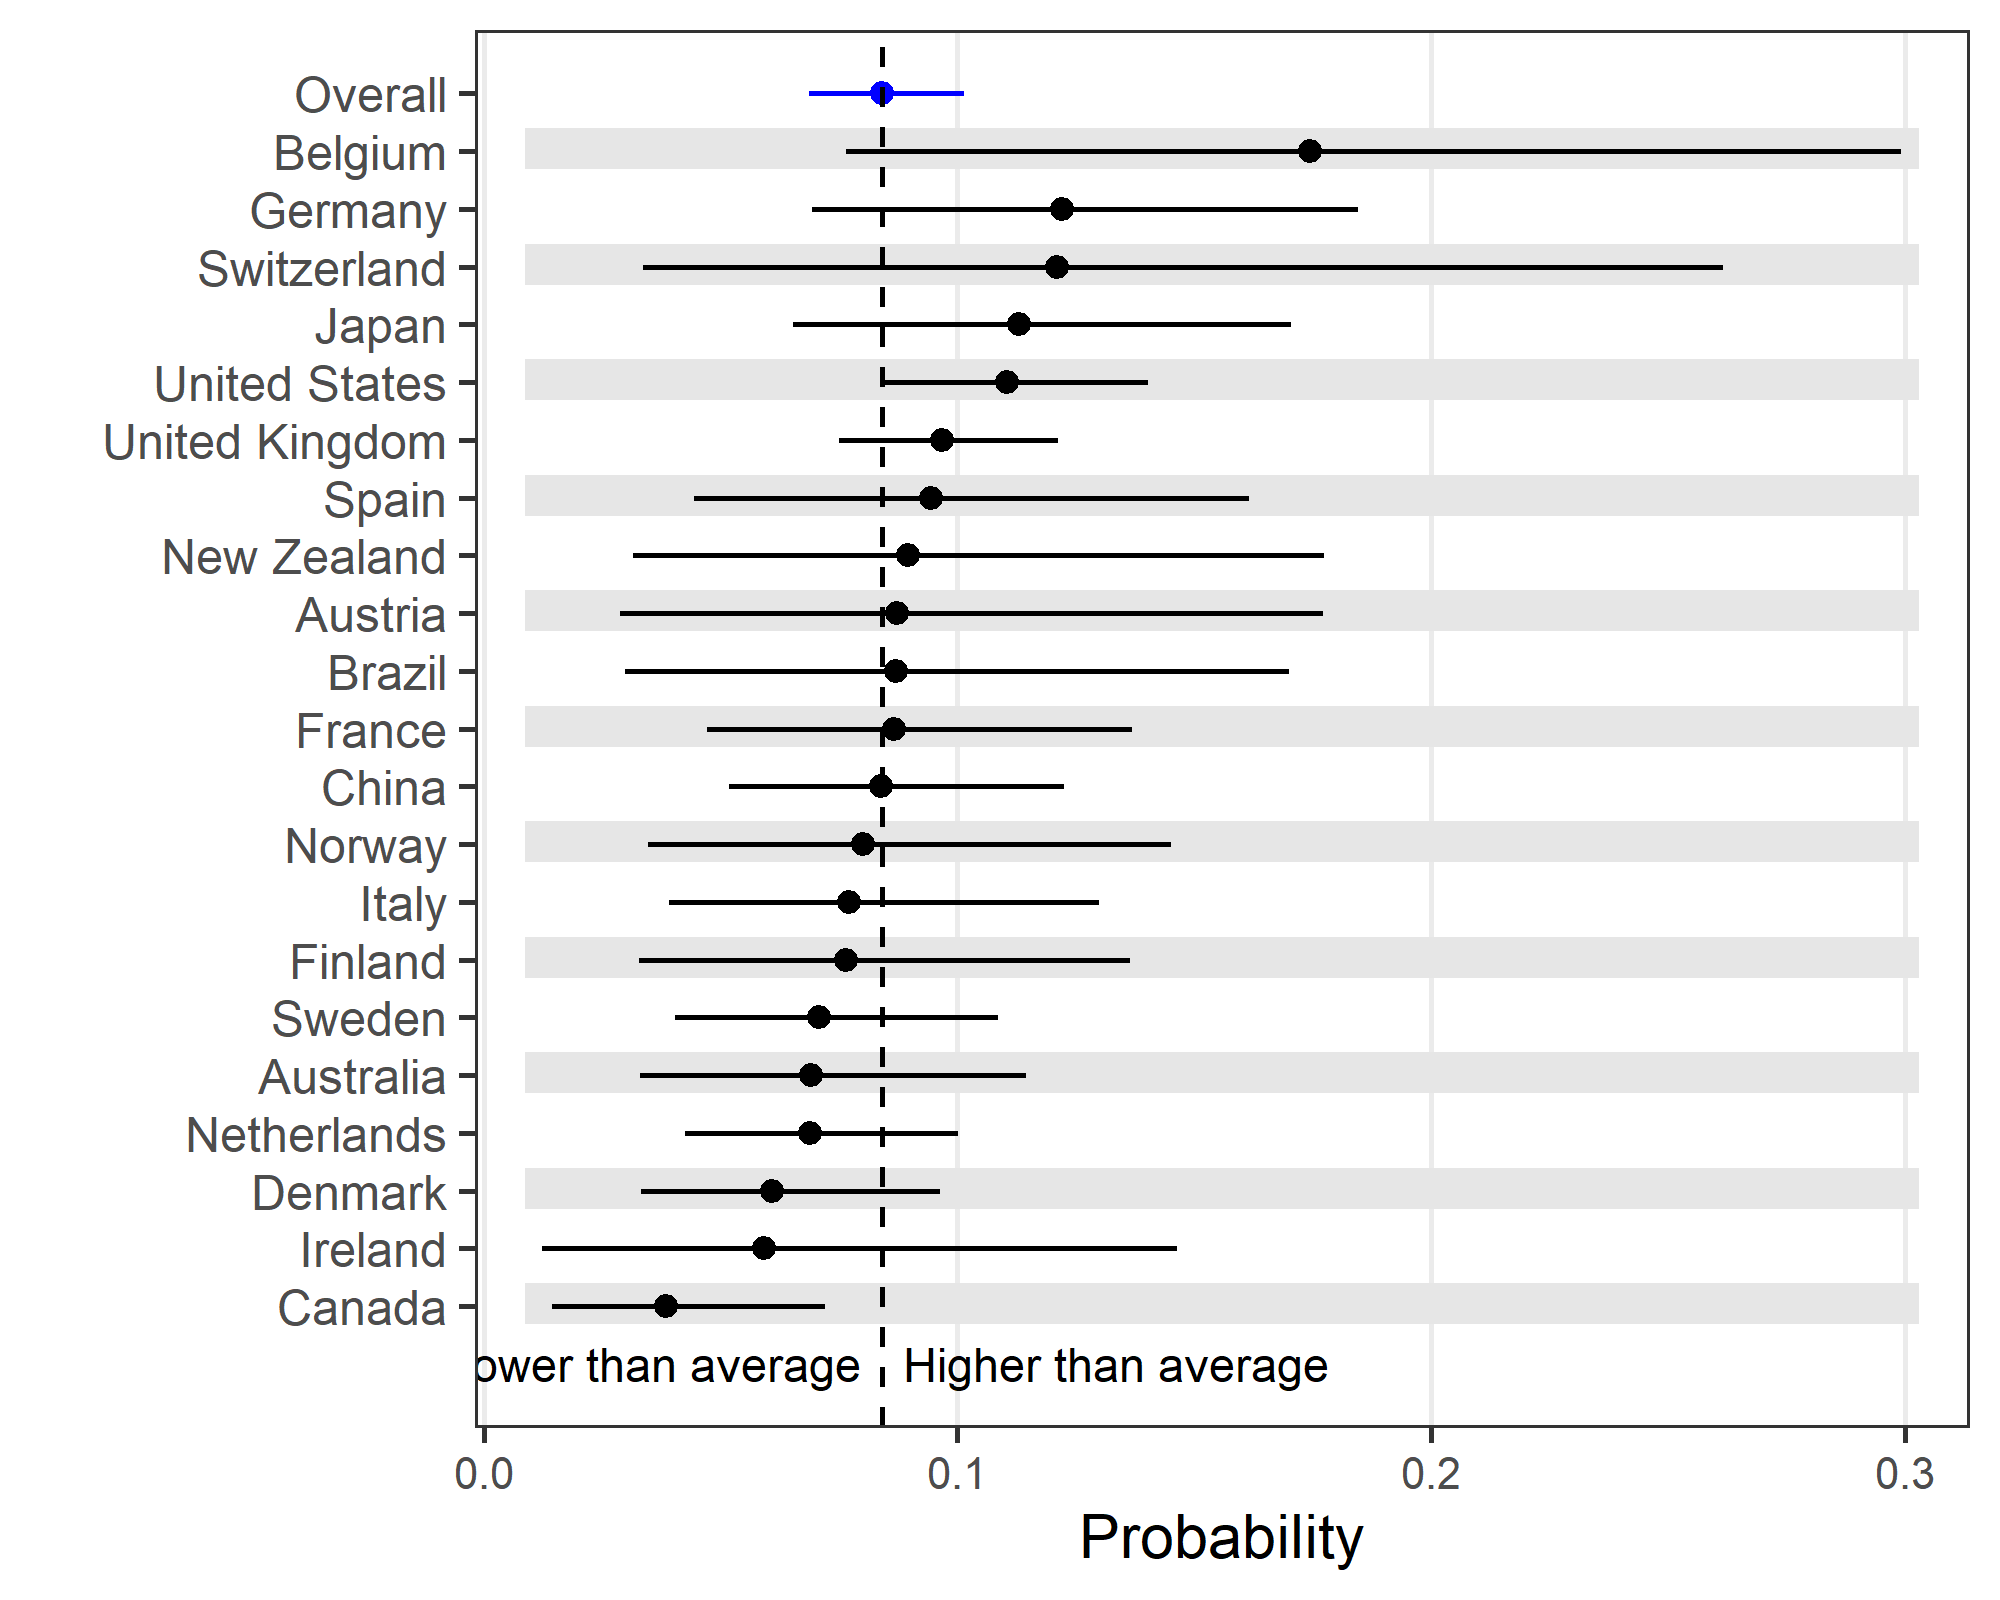 Overall
Belgium
Germany
Switzerland
Japan
United States
United Kingdom
Spain
New Zealand
Austria
Brazil
France
China
Norway
Italy
Finland
Sweden
Australia
Netherlands
Denmark
Ireland
Canada
ower than average Higher than average
0.0 0.1 0.2 0.3
Probability